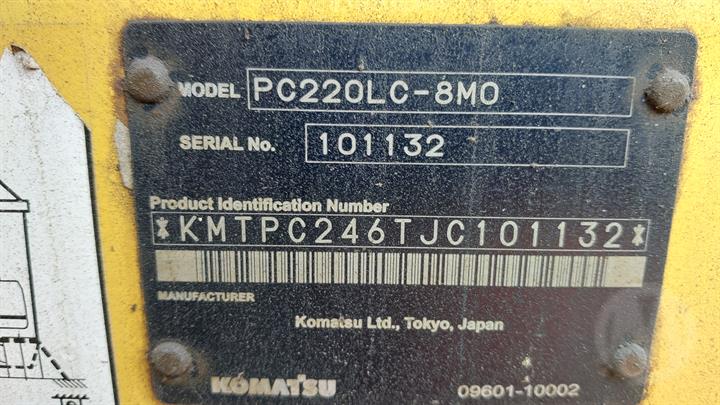 MODEL PC220LC-8M0
SERIAL No. 101132
Product Identification Number
*KMTPC246TJC101132*
MANUFACTURER
Komatsu Ltd., Tokyo, Japan
KOMATSU 09601-10002